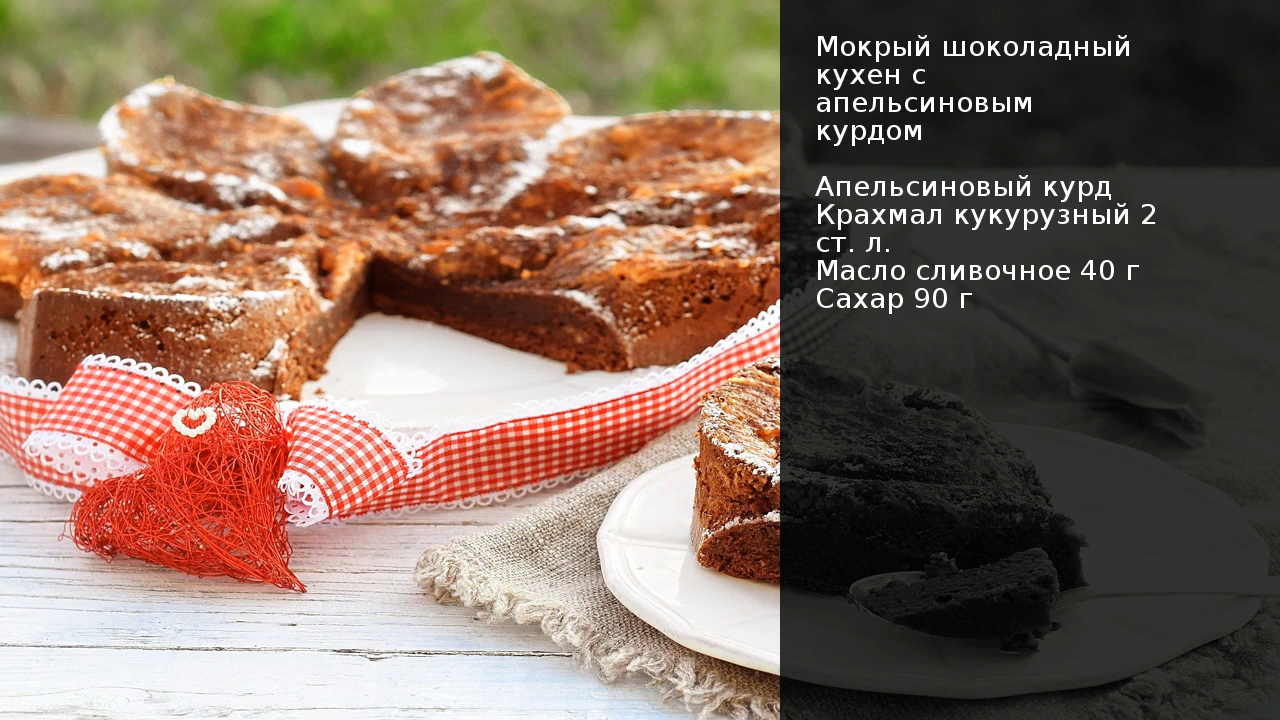 Мокрый шоколадный
кухен с
апельсиновым
курдом
Апельсиновый курд
Крахмал кукурузный 2
ст. л.
Масло сливочное 40 г
Сахар 90 г